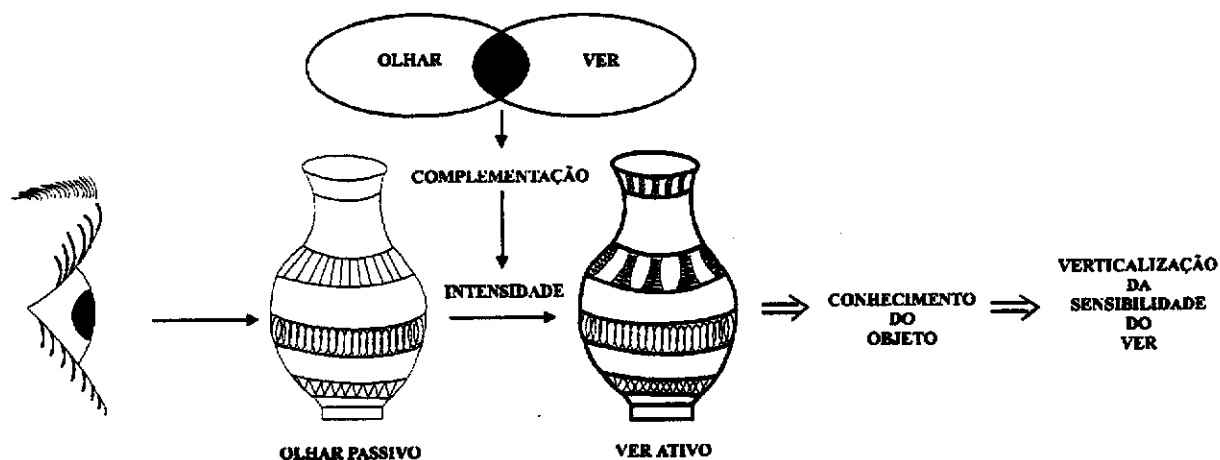 OLHAR
VER
COMPLEMENTAÇÃO
INTENSIDADE
OLHAR PASSIVO
VER ATIVO
CONHECIMENTO
DO
OBJETO
VERTICALIZAÇÃO
DA
SENSIBILIDADE
DO
VER